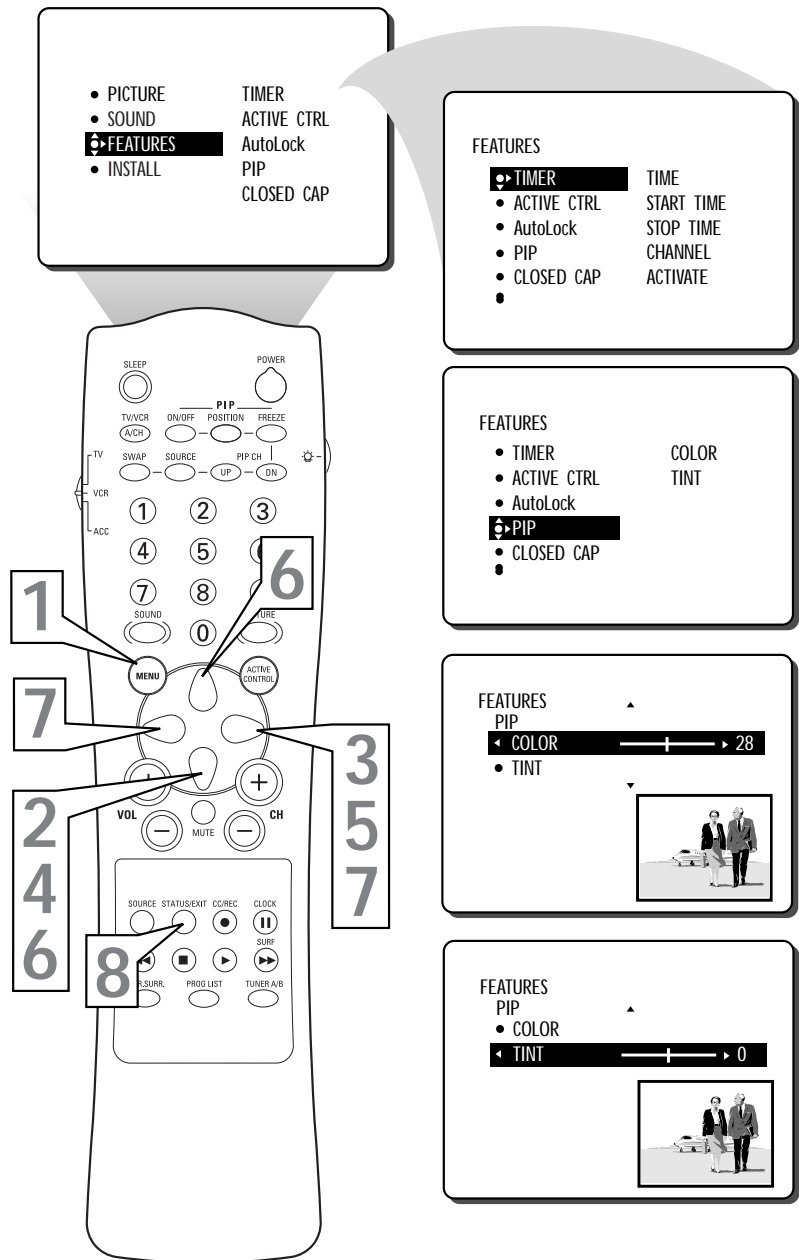 • PICTURE TIMER
• SOUND ACTIVE CTRL
FEATURES AutoLock
• INSTALL PIP
CLOSED CAP
FEATURES
TIMER TIME
• ACTIVE CTRL START TIME
• AutoLock STOP TIME
• PIP CHANNEL
• CLOSED CAP ACTIVATE
FEATURES
• TIMER COLOR
• ACTIVE CTRL TINT
• AutoLock
PIP
• CLOSED CAP
FEATURES
PIP
COLOR 28
• TINT
FEATURES
PIP
• COLOR
TINT 0
SLEEP POWER
PIP
TV/VCR ON/OFF POSITION FREEZE
A/CH
TV SWAP SOURCE PIP CH
UP DN
VCR
ACC
1 2 3
4 5
7 8
SOUND
0
MENU ACTIVE CONTROL
VOL MUTE CH
SOURCE STATUS/EXIT CC/REC CLOCK
SURF
PROG LIST TUNER A/B
1
6
7
3
5
7
2
4
6
8